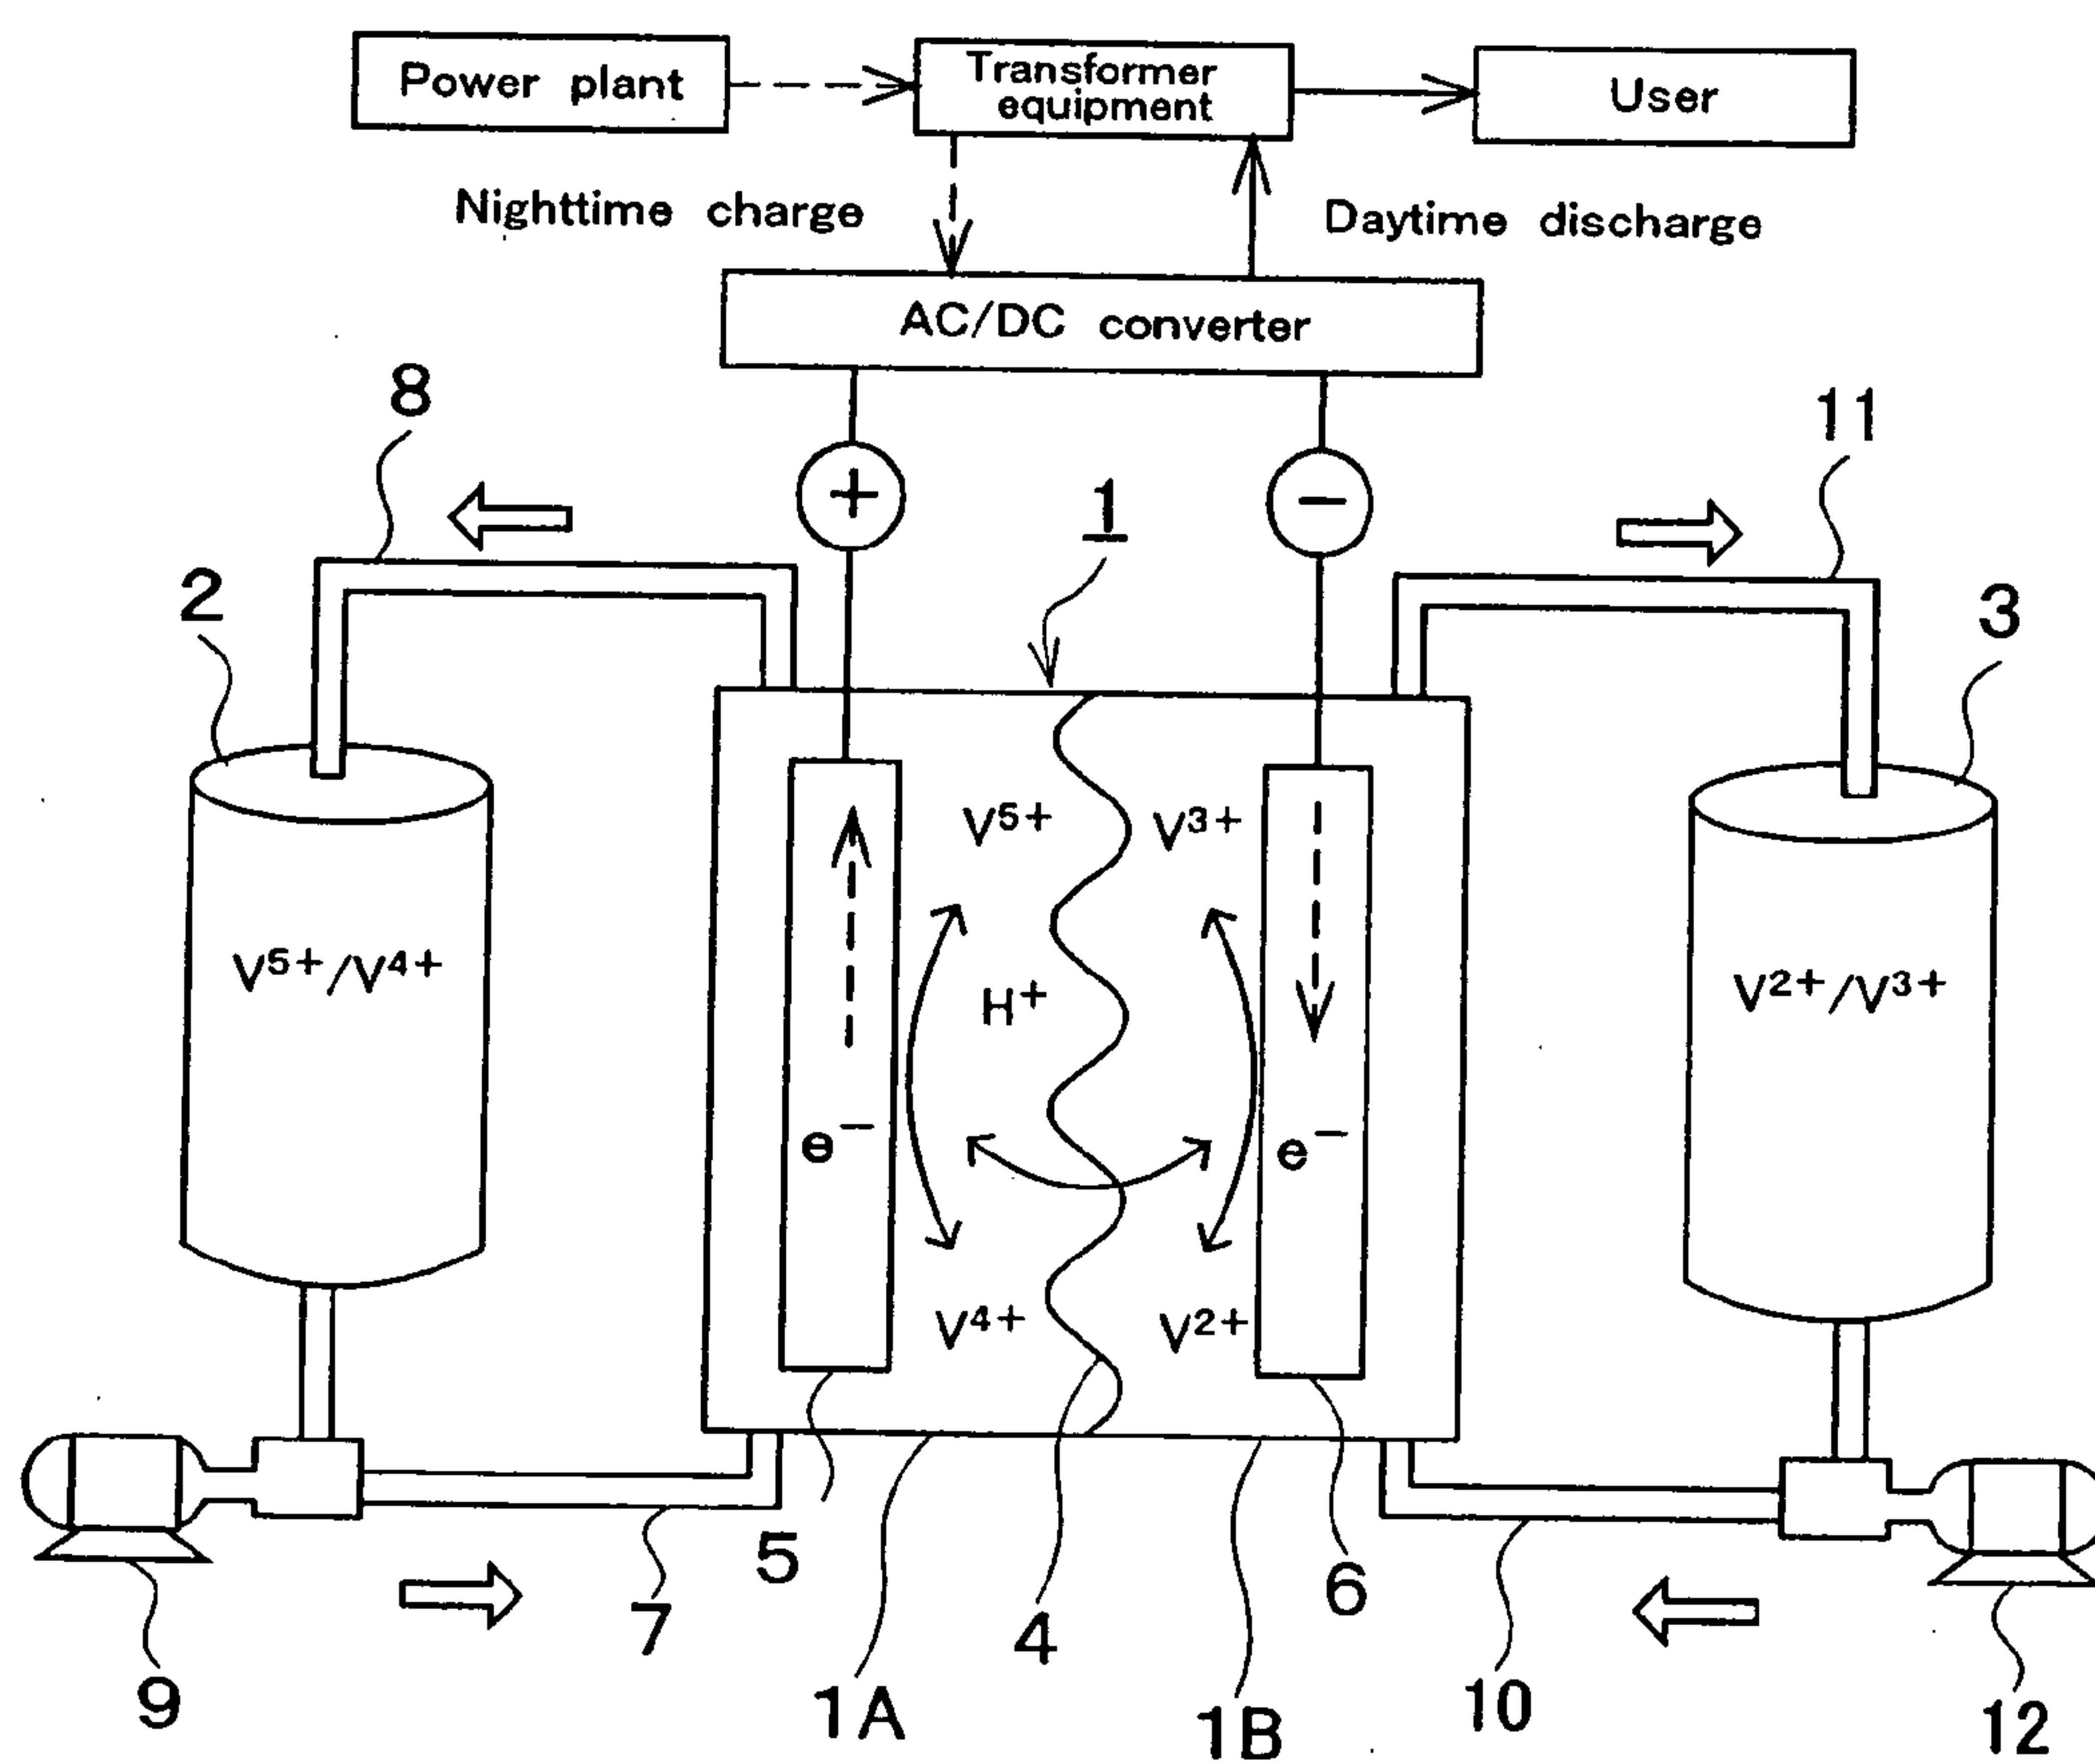 Power plant
Transformer
equipment
User
Nighttime charge
Daytime discharge
AC/DC converter
8
11
+
−
1
2
3
V⁵⁺
V³⁺
V⁵⁺/V⁴⁺
H⁺
V²⁺/V³⁺
e⁻
e⁻
V⁴⁺
V²⁺
5
6
7
4
9
1A
1B
10
12